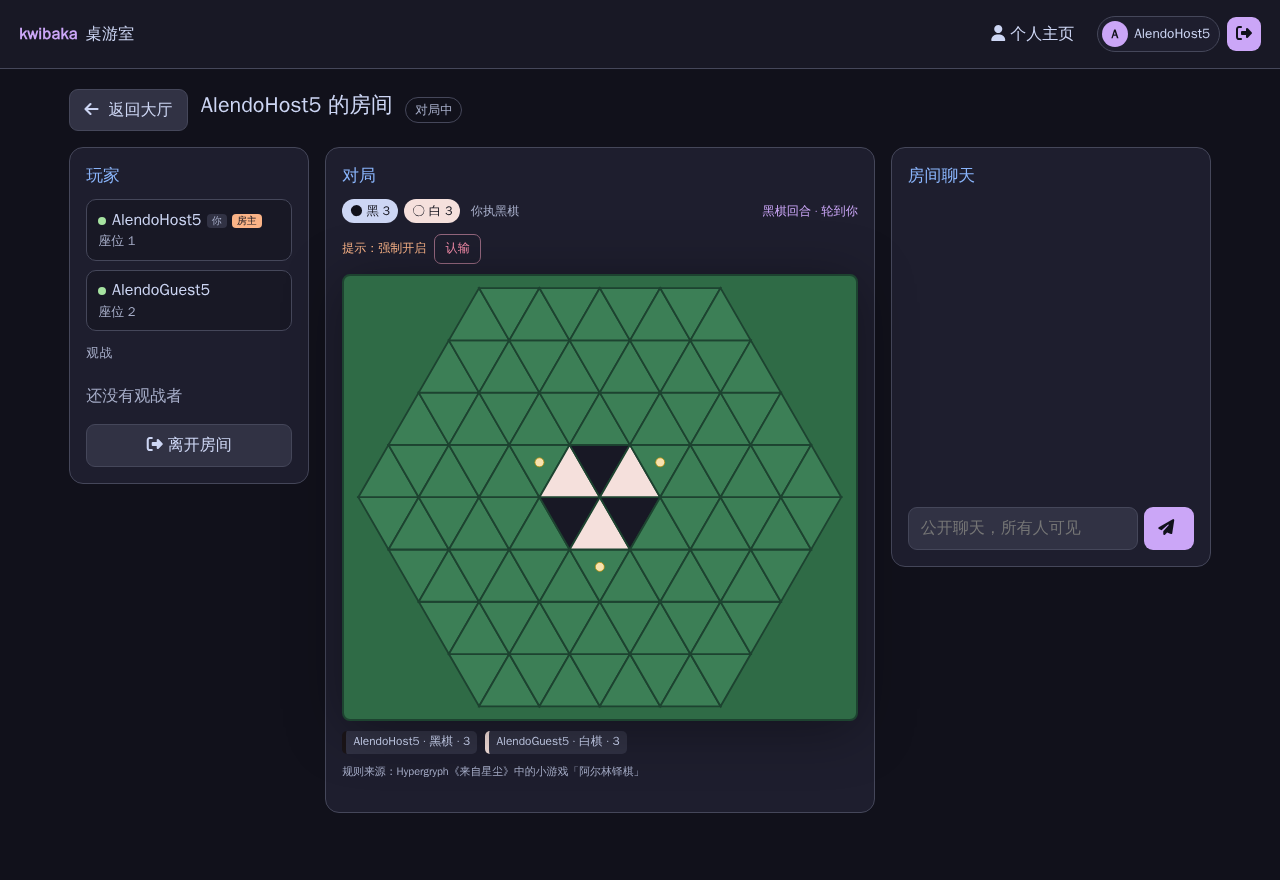 kwibaka 桌游室
个人主页
A AlendoHost5
返回大厅
AlendoHost5 的房间
对局中
玩家
AlendoHost5 你 房主
座位 1
AlendoGuest5
座位 2
观战
还没有观战者
离开房间
对局
黑 3 白 3 你执黑棋
黑棋回合 · 轮到你
提示：强制开启 认输
AlendoHost5 · 黑棋 · 3 AlendoGuest5 · 白棋 · 3
规则来源：Hypergryph《来自星尘》中的小游戏「阿尔林铎棋」
房间聊天
公开聊天，所有人可见